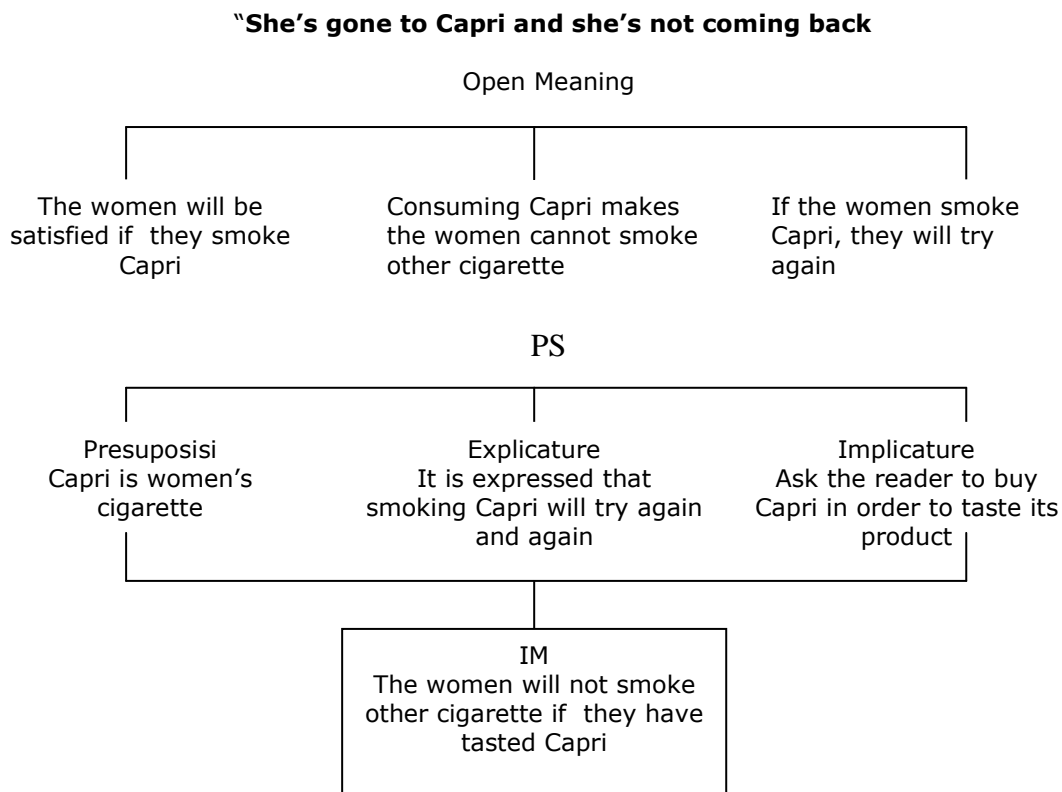 “She’s gone to Capri and she’s not coming back
Open Meaning
The women will be
satisfied if they smoke
Capri
Consuming Capri makes
the women cannot smoke
other cigarette
If the women smoke
Capri, they will try
again
PS
Presuposisi
Capri is women’s
cigarette
Explicature
It is expressed that
smoking Capri will try again
and again
Implicature
Ask the reader to buy
Capri in order to taste its
product
IM
The women will not smoke
other cigarette if they have
tasted Capri